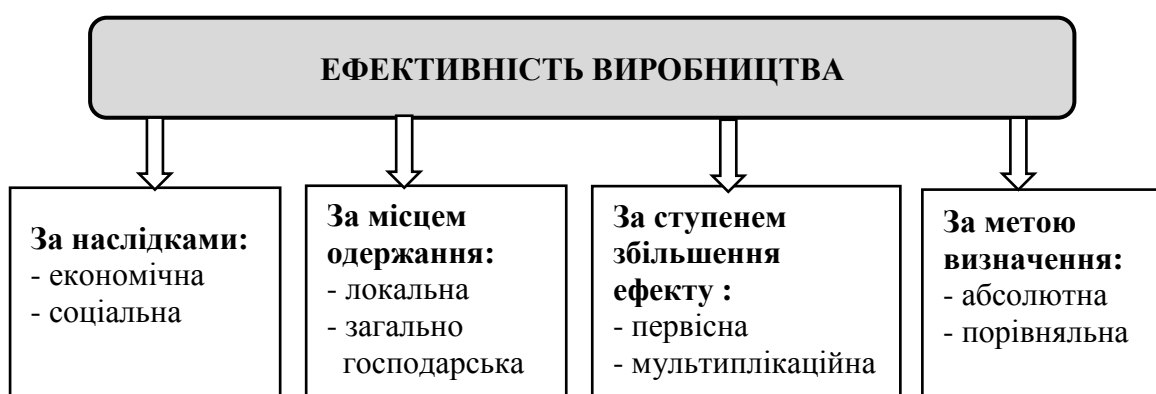 ЕФЕКТИВНІСТЬ ВИРОБНИЦТВА
За наслідками:
- економічна
- соціальна
За місцем
одержання:
- локальна
- загально
господарська
За ступенем
збільшення
ефекту :
- первісна
- мультиплікаційна
За метою
визначення:
- абсолютна
- порівняльна